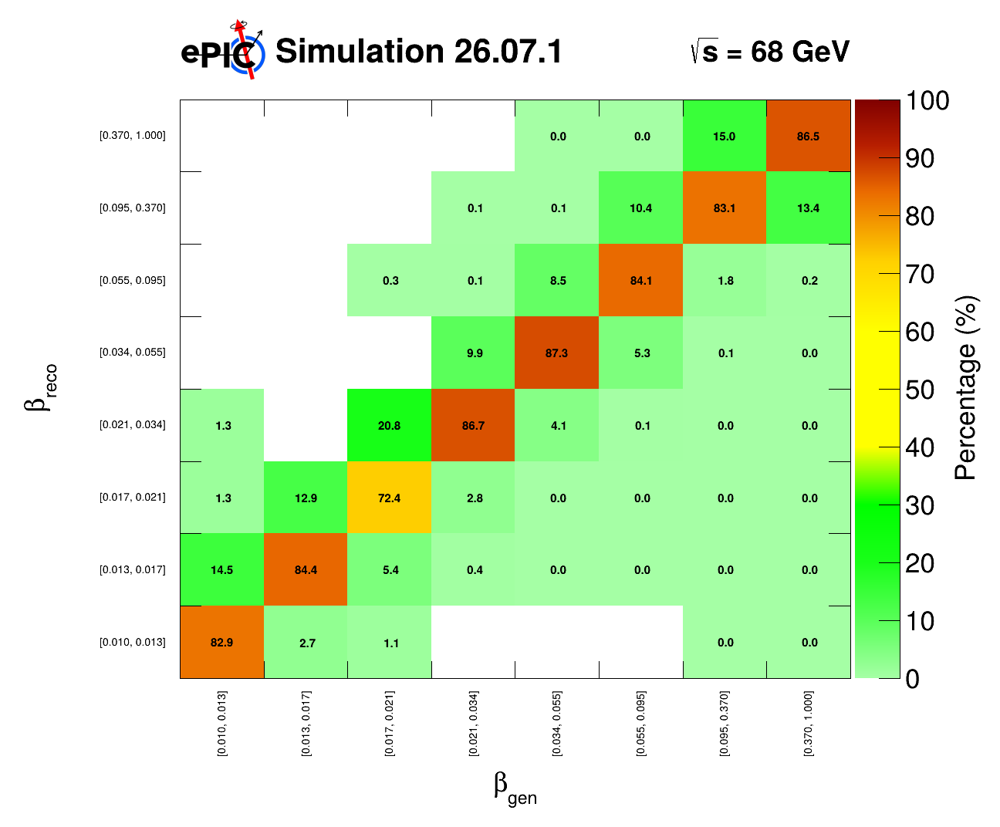 ePIC Simulation 26.07.1
√s = 68 GeV
[0.370, 1.000] 0.0 0.0 15.0 86.5
[0.095, 0.370] 0.1 0.1 10.4 83.1 13.4
[0.055, 0.095] 0.3 0.1 8.5 84.1 1.8 0.2
[0.034, 0.055] 9.9 87.3 5.3 0.1 0.0
[0.021, 0.034] 1.3 20.8 86.7 4.1 0.1 0.0 0.0
[0.017, 0.021] 1.3 12.9 72.4 2.8 0.0 0.0 0.0 0.0
[0.013, 0.017] 14.5 84.4 5.4 0.4 0.0 0.0 0.0 0.0
[0.010, 0.013] 82.9 2.7 1.1 0.0 0.0
[0.010, 0.013] [0.013, 0.017] [0.017, 0.021] [0.021, 0.034] [0.034, 0.055] [0.055, 0.095] [0.095, 0.370] [0.370, 1.000]
βgen
βreco
100
90
80
70
60
50
40
30
20
10
0
Percentage (%)